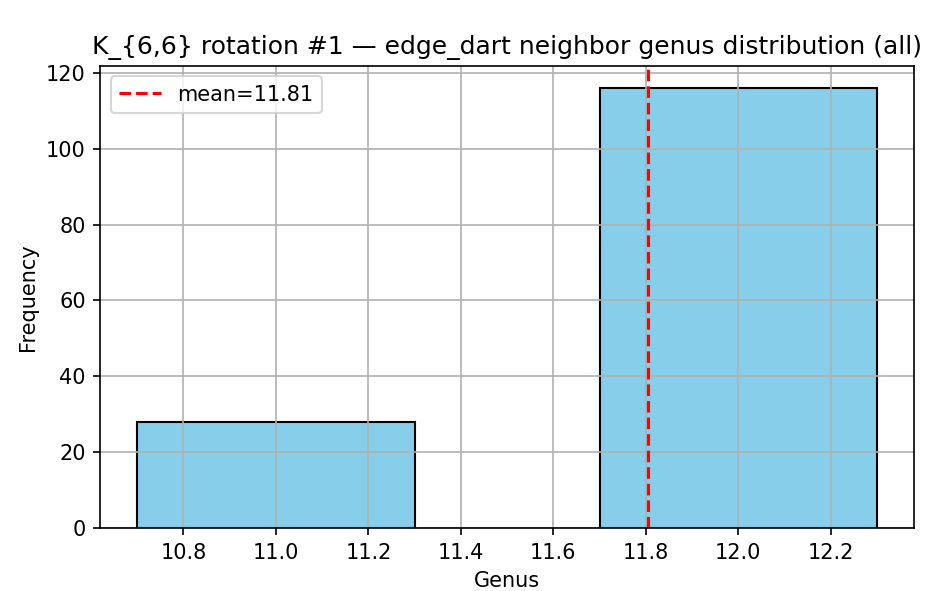 K_{6,6} rotation #1 — edge_dart neighbor genus distribution (all)
mean=11.81
120
100
80
60
40
20
0
Frequency
10.8 11.0 11.2 11.4 11.6 11.8 12.0 12.2
Genus